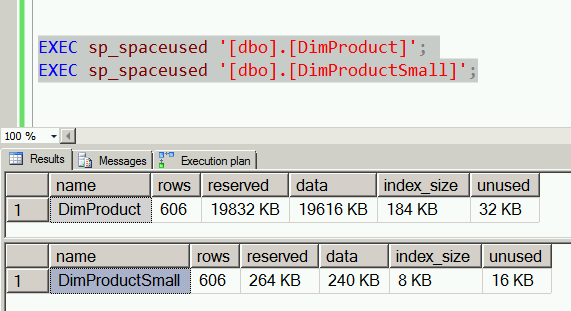 EXEC sp_spaceused '[dbo].[DimProduct]';
EXEC sp_spaceused '[dbo].[DimProductSmall]';
100 %
Results Messages Execution plan
name rows reserved data index_size unused
1 DimProduct 606 19832 KB 19616 KB 184 KB 32 KB
name rows reserved data index_size unused
1 DimProductSmall 606 264 KB 240 KB 8 KB 16 KB